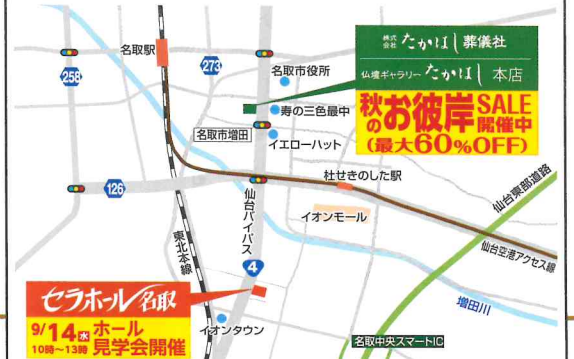 株式会社 たかはし 葬儀社
仏壇ギャラリー たかはし 本店
秋のお彼岸SALE開催中
(最大60%OFF)
名取駅
258
273
名取市役所
寿の三色最中
名取市増田
イエローハット
杜せきのした駅
126
仙台バイパス
イオンモール
仙台東部道路
仙台空港アクセス線
東北本線
4
増田川
セラホール名取
9/14水 ホール
10時~13時 見学会開催
イオンタウン
名取中央スマートIC